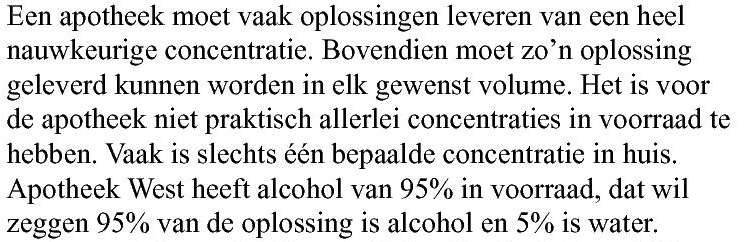 Een apotheek moet vaak oplossingen leveren van een heel
nauwkeurige concentratie. Bovendien moet zo’n oplossing
geleverd kunnen worden in elk gewenst volume. Het is voor
de apotheek niet praktisch allerlei concentraties in voorraad te
hebben. Vaak is slechts één bepaalde concentratie in huis.
Apotheek West heeft alcohol van 95% in voorraad, dat wil
zeggen 95% van de oplossing is alcohol en 5% is water.